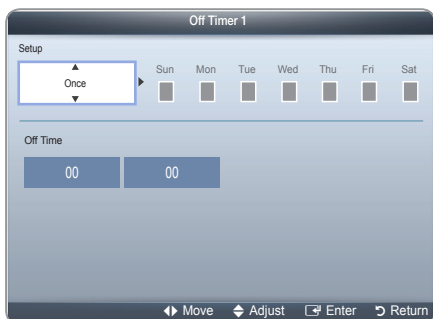 Off Timer 1
Setup
Once
Sun Mon Tue Wed Thu Fri Sat
Off Time
00 00
Move Adjust Enter Return